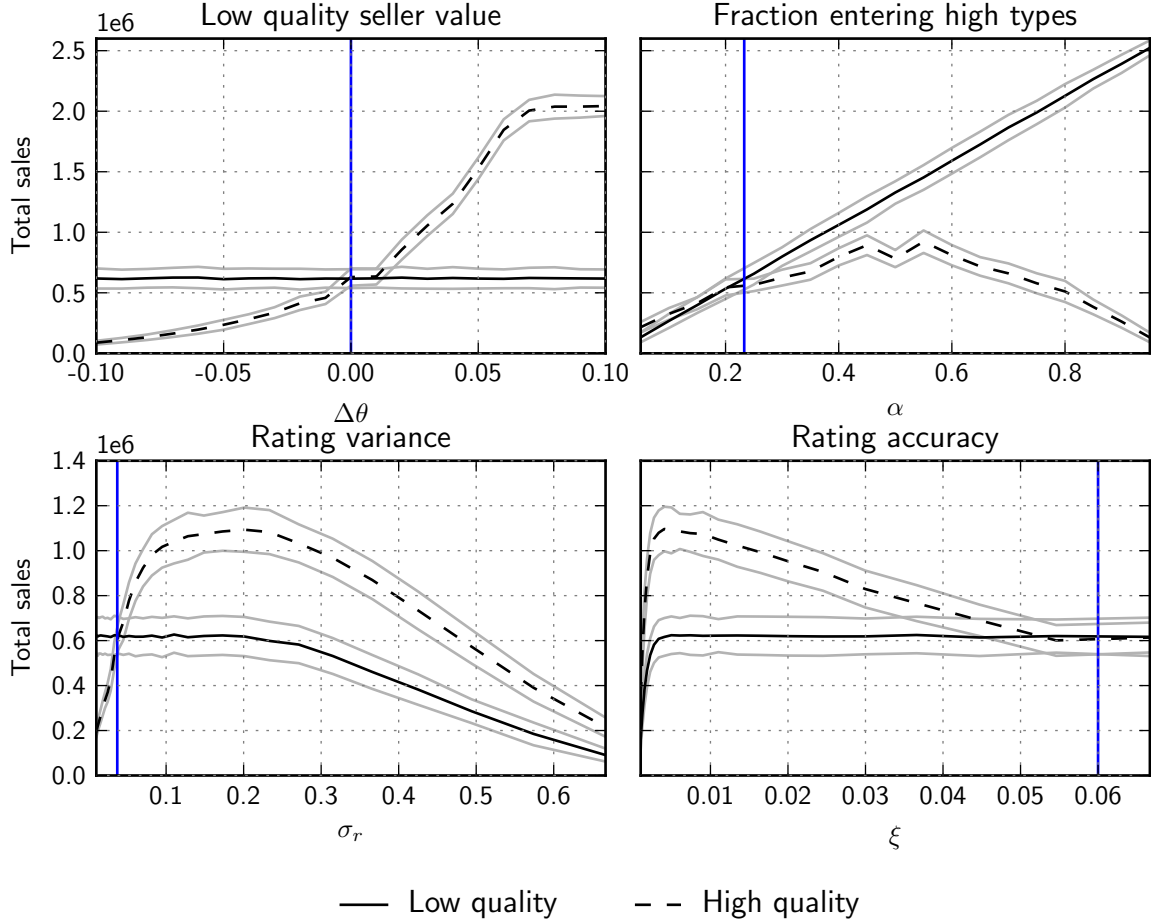 Low quality seller value
Fraction entering high types
1e6
Total sales
2.5
2.0
1.5
1.0
0.5
0.0
-0.10 -0.05 0.00 0.05 0.10
0.2 0.4 0.6 0.8
Δθ
α
Rating variance
Rating accuracy
1e6
Total sales
1.4
1.2
1.0
0.8
0.6
0.4
0.2
0.0
0.1 0.2 0.3 0.4 0.5 0.6
0.01 0.02 0.03 0.04 0.05 0.06
σr
ξ
Low quality
High quality